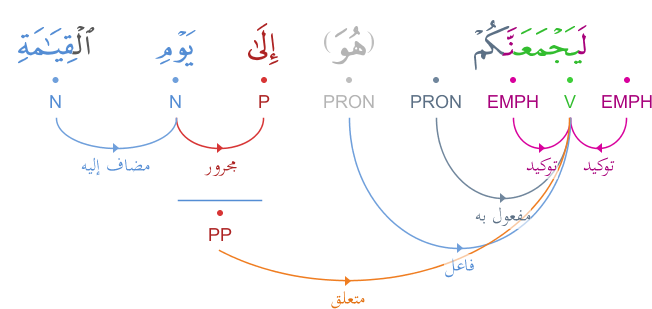 لَيَجْمَعَنَّكُمْ (هُوَ) إِلَىٰ يَوْمِ ٱلْقِيَـٰمَةِ
EMPH V EMPH PRON PRON P N N
توكيد توكيد مجرور مضاف إليه
مفعول به
PP
فاعل
متعلق